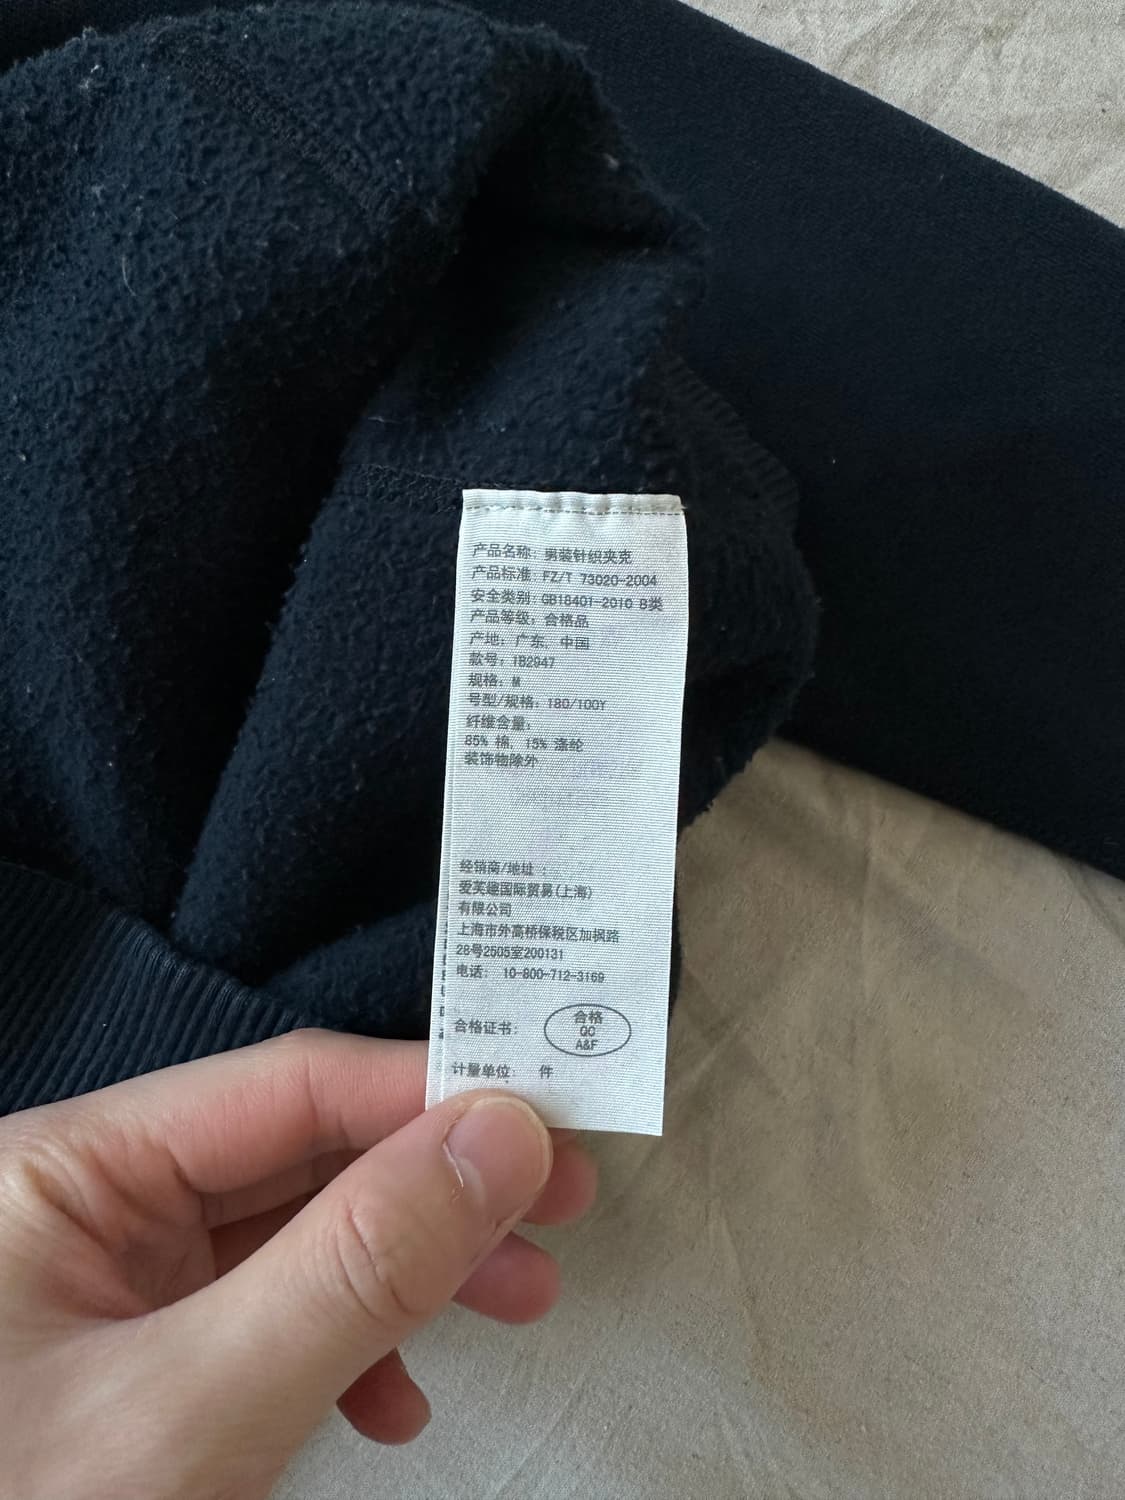 产品名称：男装针织夹克
产品标准：FZ/T 73020-2004
安全类别：GB18401-2010 B类
产品等级：合格品
产地：广东，中国
款号：182947
规格：M
号型/规格：180/100Y
纤维含量：
85% 棉，15% 涤纶
装饰物除外
经销商/地址：
爱芙趣国际贸易(上海)
有限公司
上海市外高桥保税区加枫路
28号2505室200131
电话： 10-800-712-3169
合格证书：
合格
QC
A&F
计量单位： 件